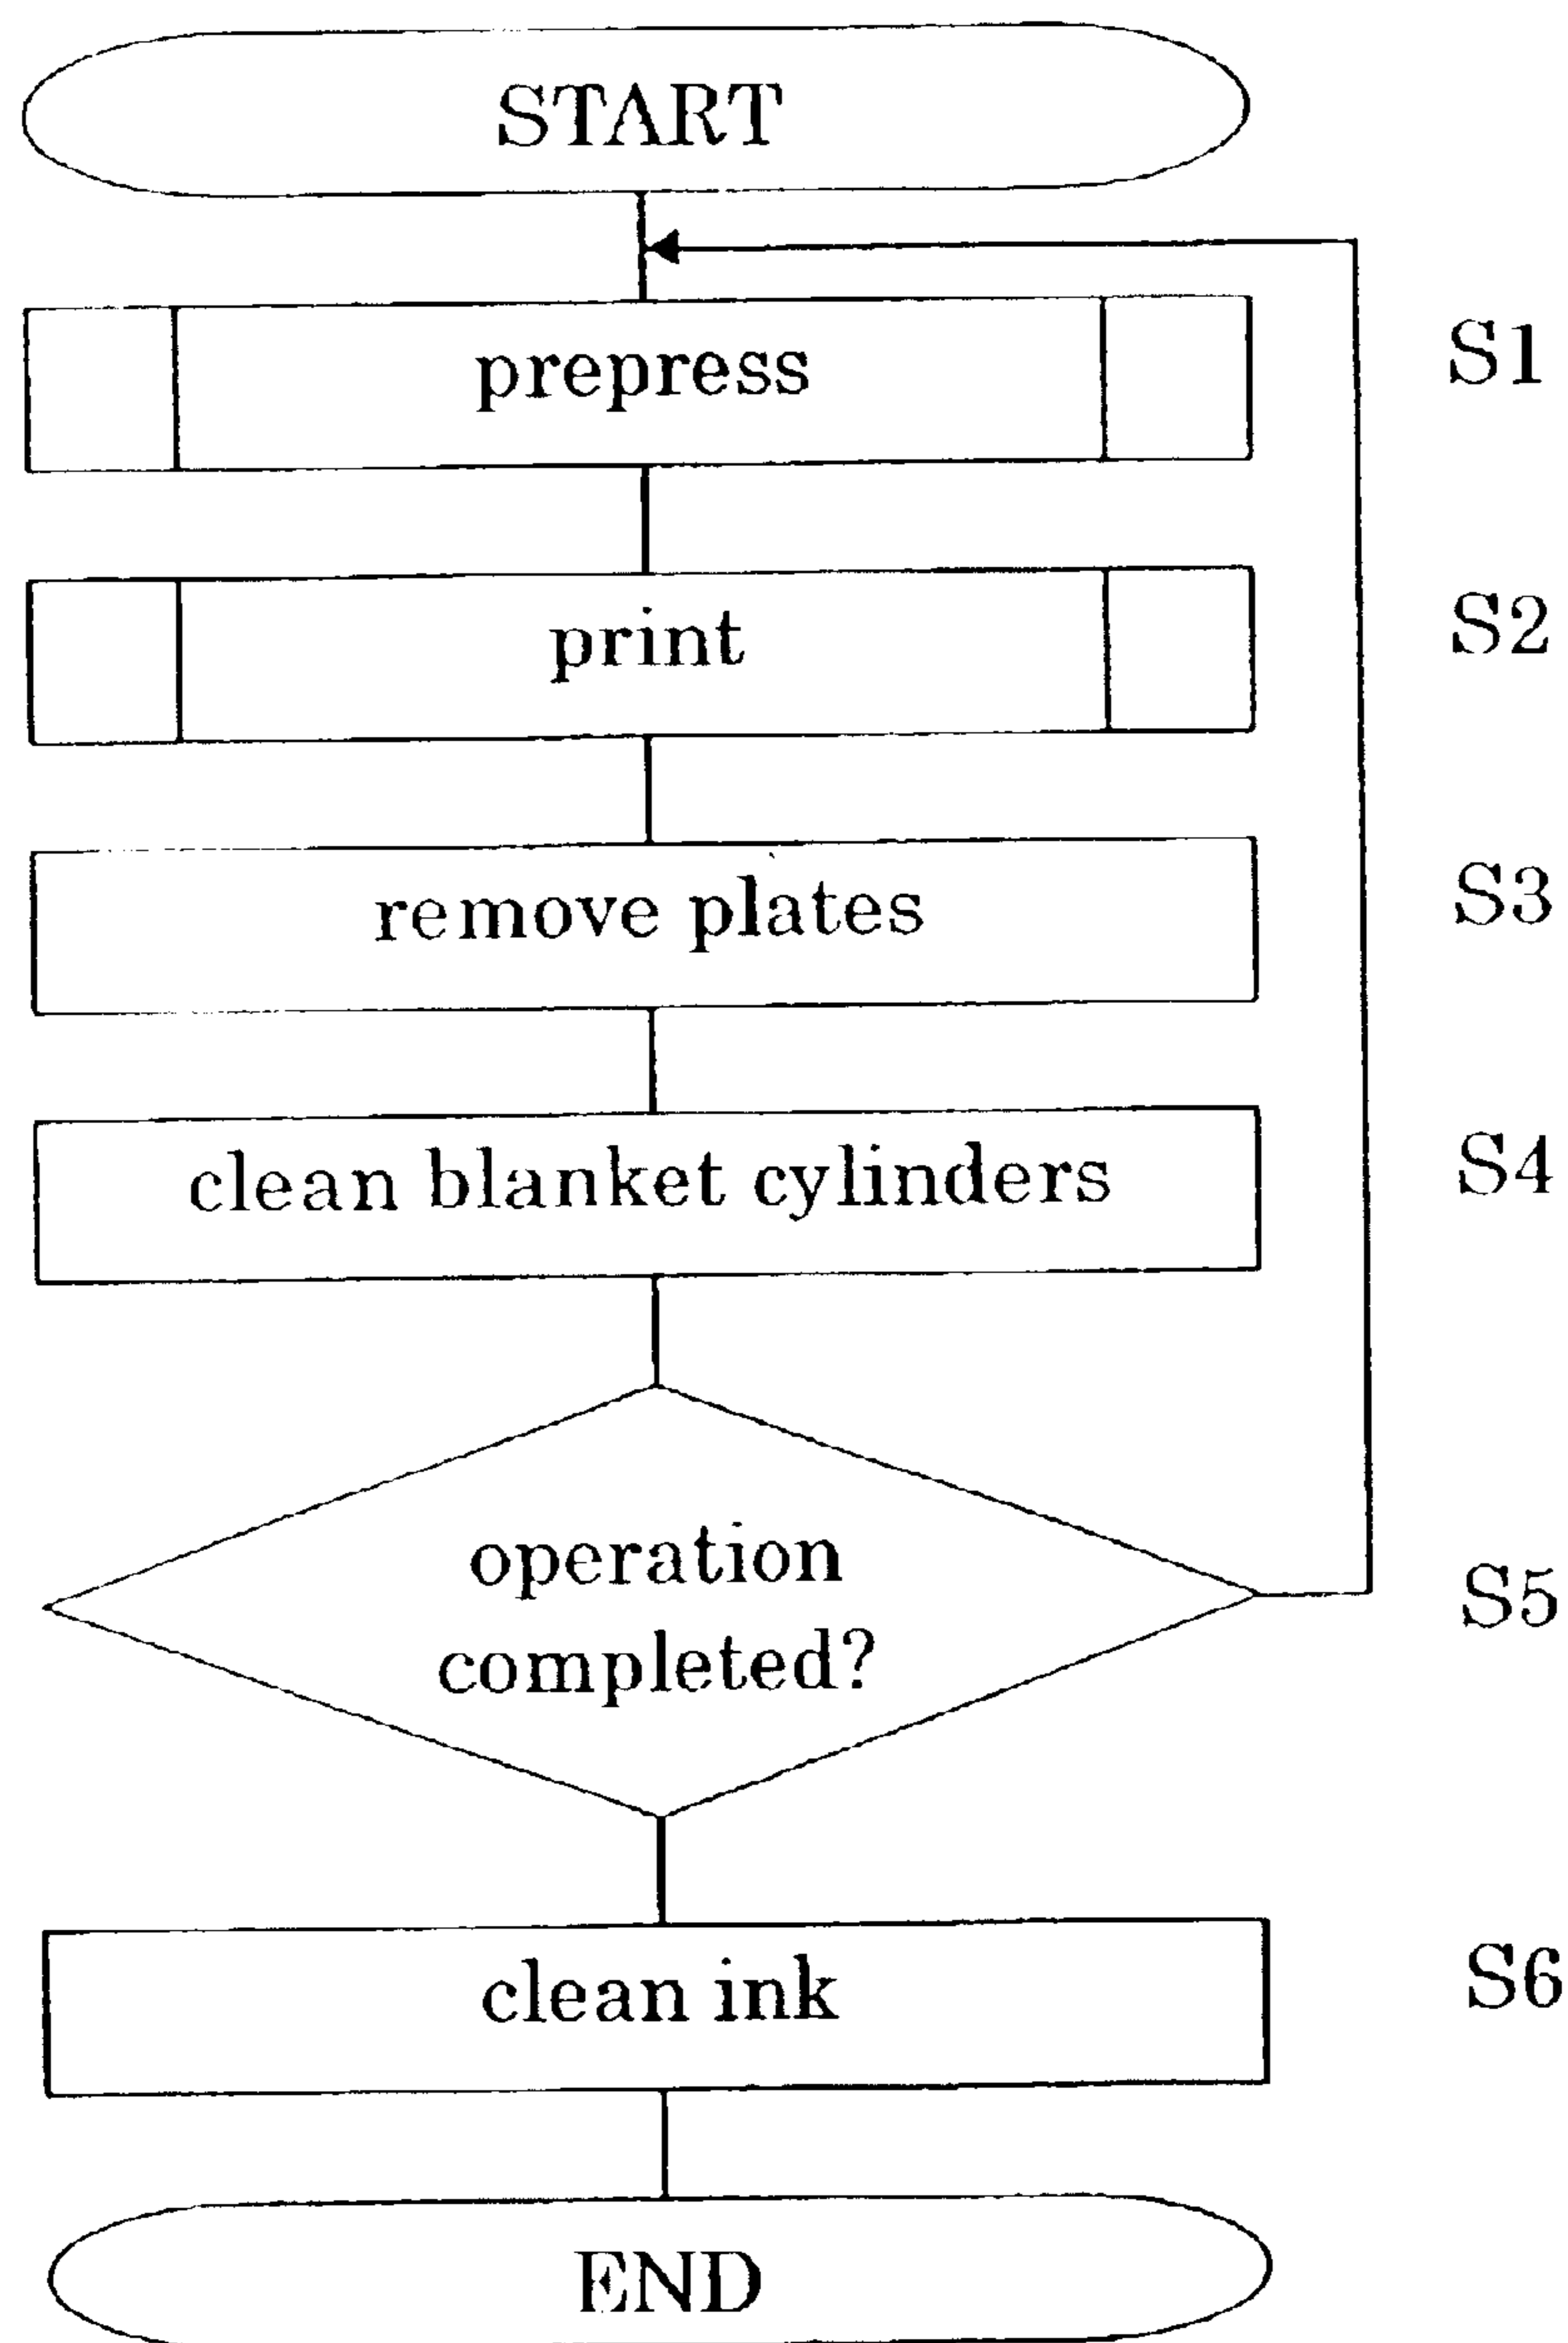 START
prepress
S1
print
S2
remove plates
S3
clean blanket cylinders
S4
operation
completed?
S5
clean ink
S6
END